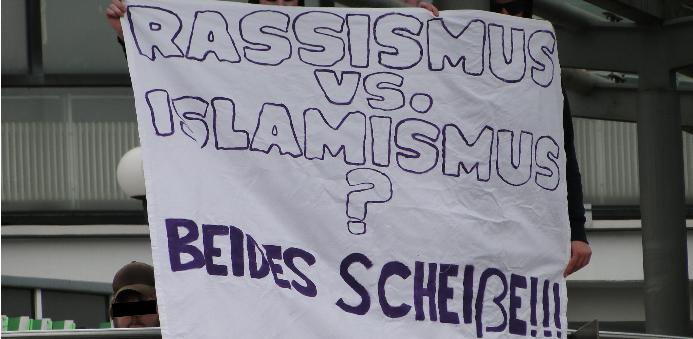 RASSISMUS
VS.
ISLAMISMUS
?
BEIDES SCHEIßE!!!